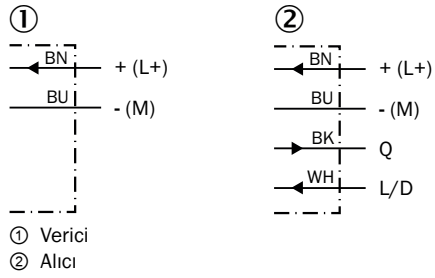 ① ②
BN + (L+) BN + (L+)
BU - (M) BU - (M)
BK Q
WH L/D
① Verici
② Alıcı